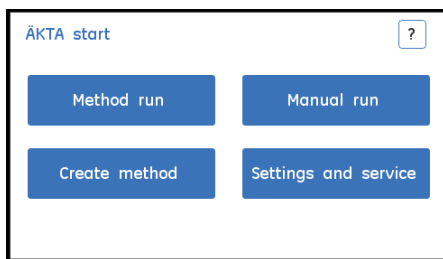 ÄKTA start
?
Method run
Manual run
Create method
Settings and service